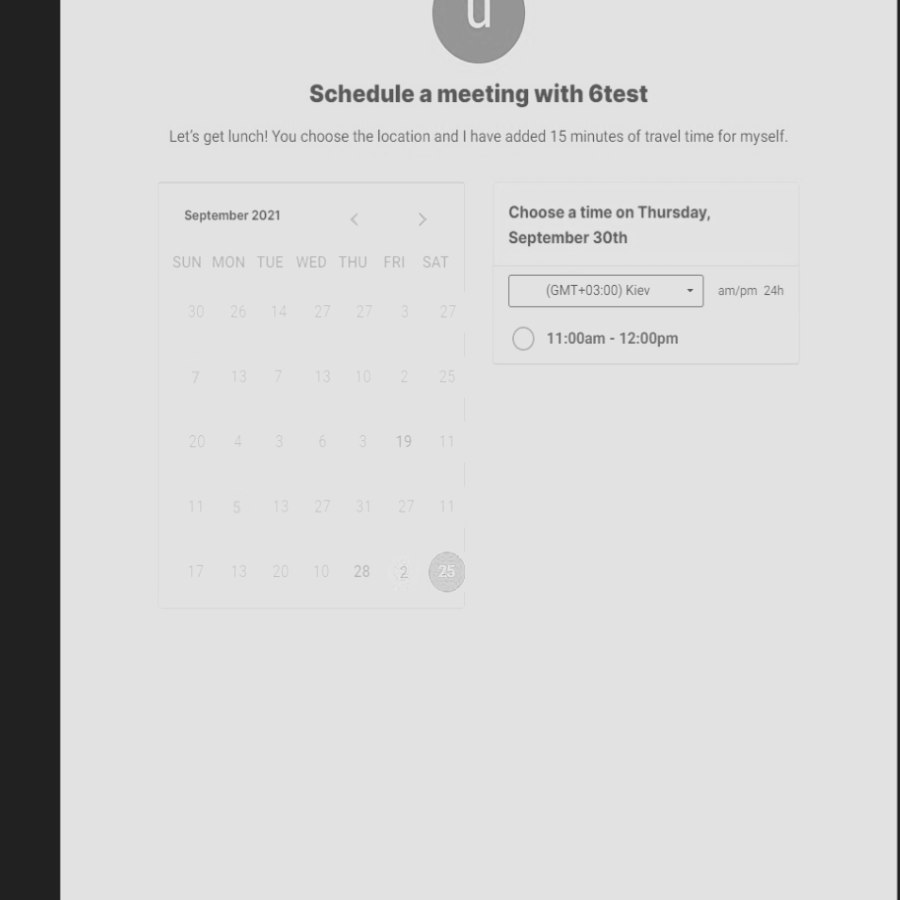 u
Schedule a meeting with 6test
Let's get lunch! You choose the location and I have added 15 minutes of travel time for myself.
September 2021
SUN MON TUE WED THU FRI SAT
30 26 14 27 27 3 27
7 13 7 13 10 2 25
20 4 3 6 3 19 11
11 5 13 27 31 27 11
17 13 20 10 28 2 25
Choose a time on Thursday,
September 30th
(GMT+03:00) Kiev am/pm 24h
11:00am - 12:00pm